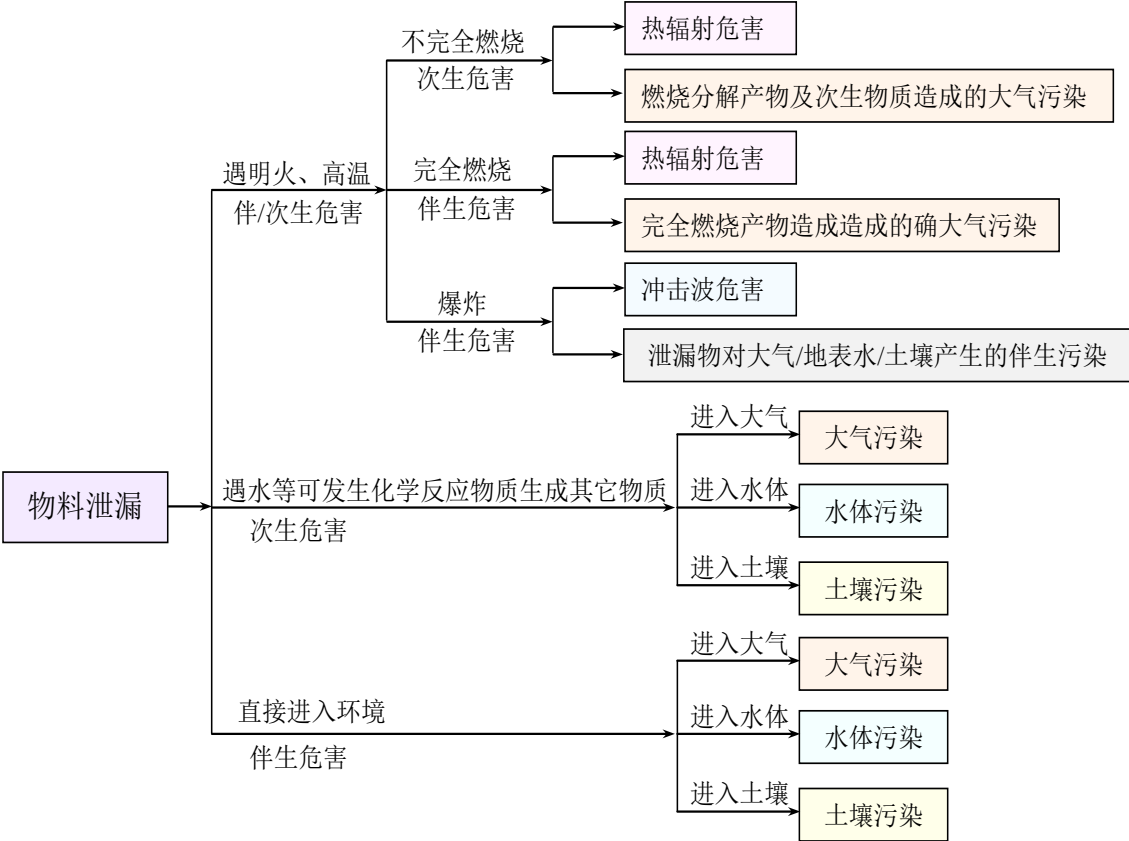 不完全燃烧
次生危害
热辐射危害
燃烧分解产物及次生物质造成的大气污染
遇明火、高温
伴/次生危害
完全燃烧
伴生危害
热辐射危害
完全燃烧产物造成造成的确大气污染
爆炸
伴生危害
冲击波危害
泄漏物对大气/地表水/土壤产生的伴生污染
物料泄漏
遇水等可发生化学反应物质生成其它物质
次生危害
进入大气
大气污染
进入水体
水体污染
进入土壤
土壤污染
直接进入环境
伴生危害
进入大气
大气污染
进入水体
水体污染
进入土壤
土壤污染